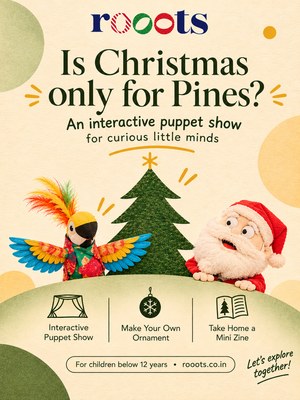 rooots
Is Christmas
only for Pines?
An interactive puppet show
for curious little minds
Interactive
Puppet Show
Make Your Own
Ornament
Take Home a
Mini Zine
For children below 12 years • rooots.co.in
Let's explore
together!